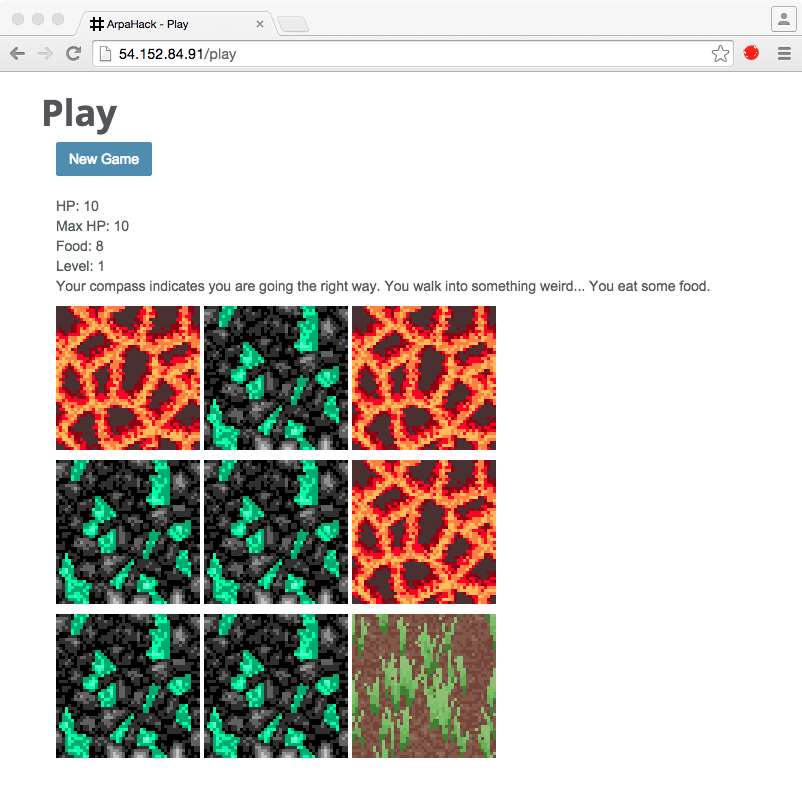 ArpaHack - Play
54.152.84.91/play
Play
New Game
HP: 10
Max HP: 10
Food: 8
Level: 1
Your compass indicates you are going the right way. You walk into something weird... You eat some food.